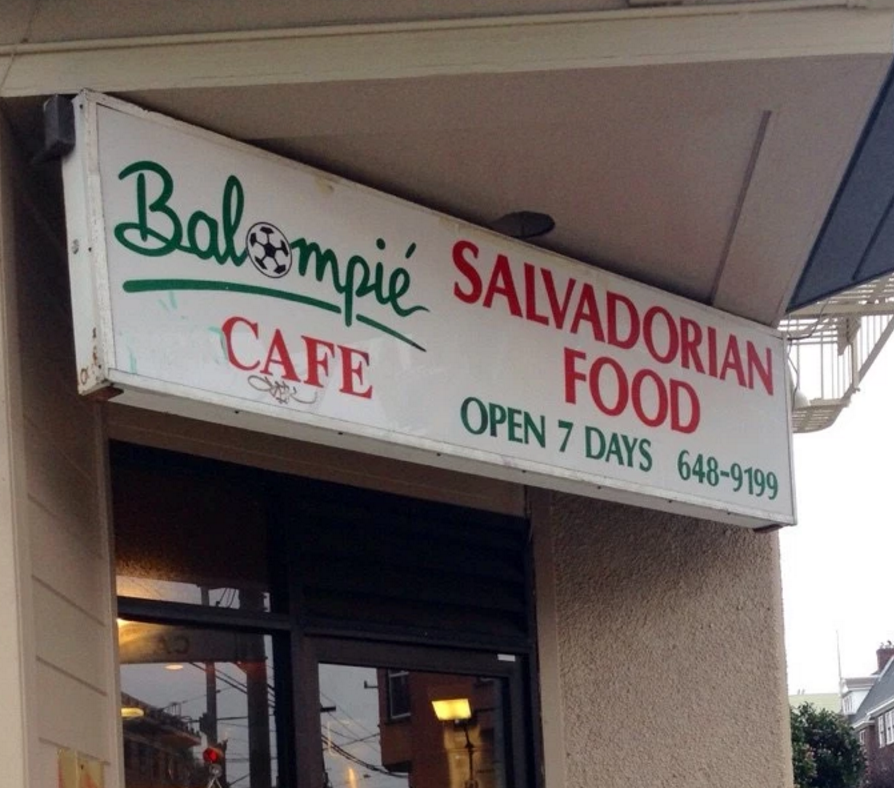 Balompié
CAFE
SALVADORIAN
FOOD
OPEN 7 DAYS 648-9199